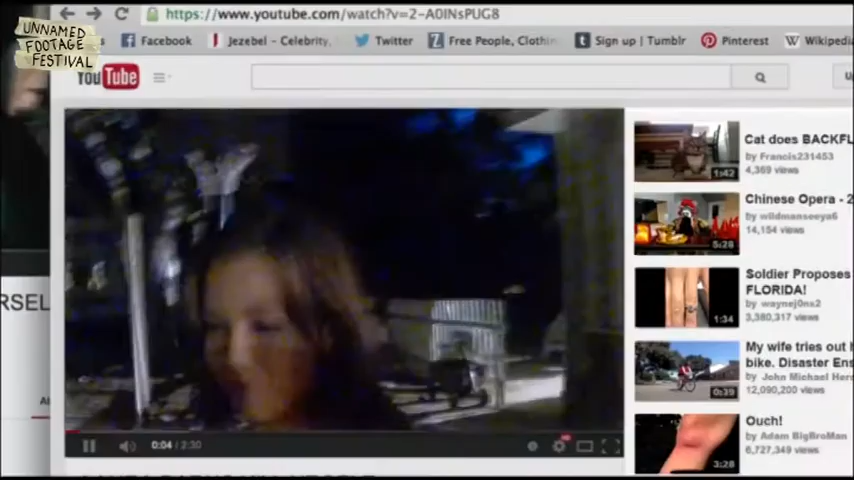 https://www.youtube.com/watch?v=2-A0INsPUG8
UNNAMED
FOOTAGE
FESTIVAL
Facebook
Jezebel - Celebrity,
Twitter
Free People, Clothin
Sign up | Tumblr
Pinterest
Wikipedia
YouTube
Cat does BACKFL
by Francis231453
4,369 views
1:42
Chinese Opera - 2
by wildmanseeya6
14,154 views
5:28
Soldier Proposes
FLORIDA!
by waynej0nx2
3,380,317 views
1:34
My wife tries out h
bike. Disaster Ens
by John Michael Herr
12,090,200 views
0:39
Ouch!
by Adam BigBroMan
6,727,349 views
3:28
RSEL
0:04 / 2:30